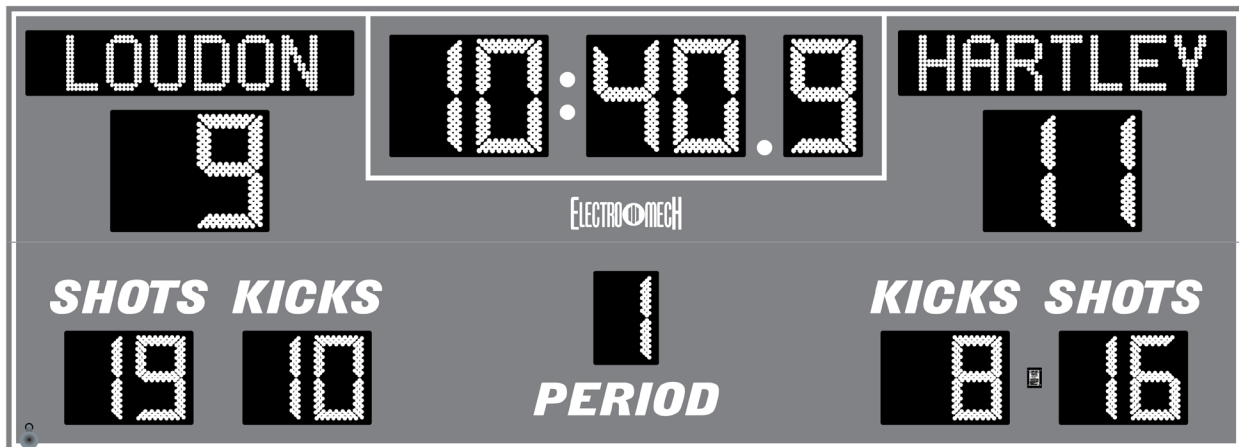 LOUDON 10:40.9 HARTLEY
9 11
ELECTRO MECH
SHOTS KICKS 1 KICKS SHOTS
19 10 PERIOD 8 16